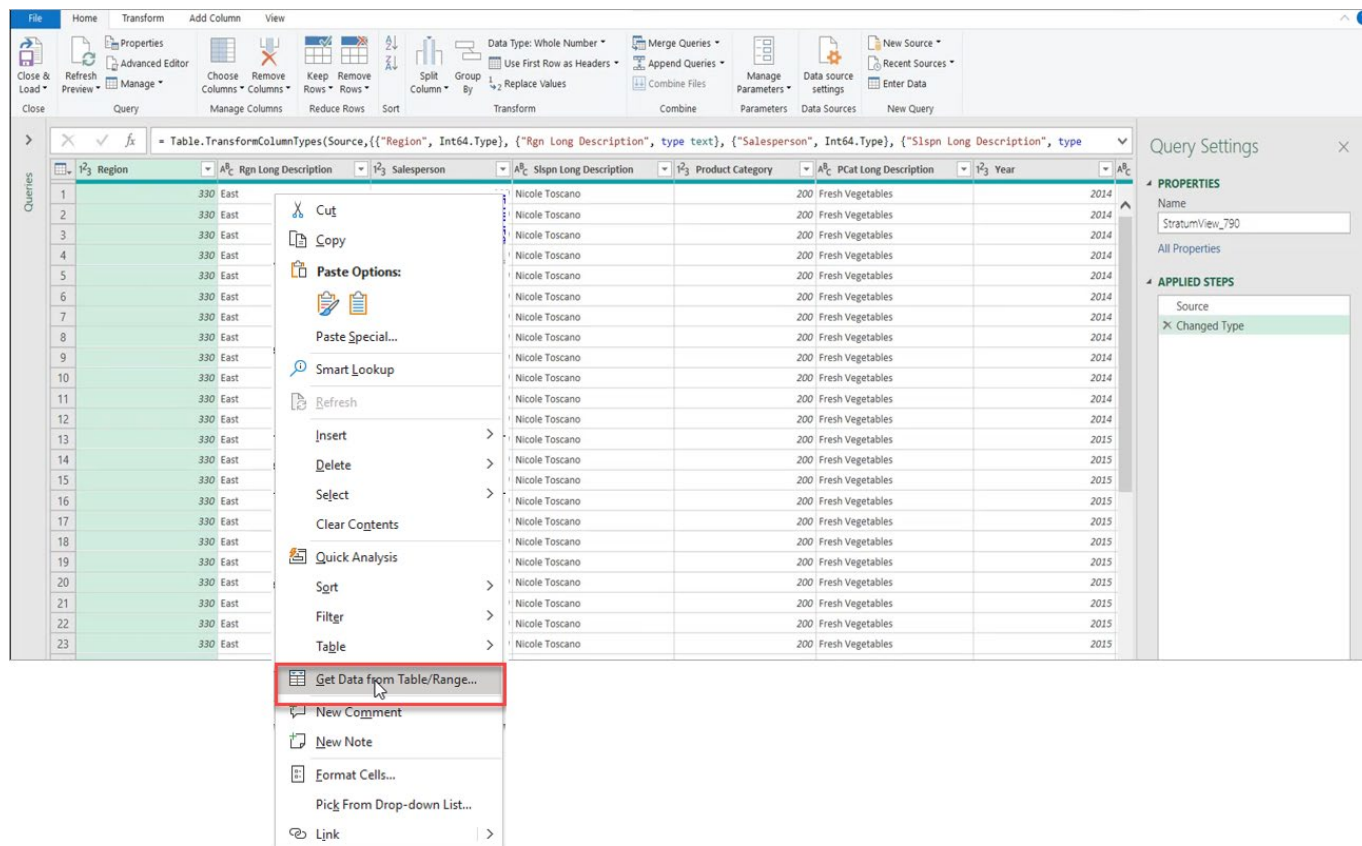 File Home Transform Add Column View
Properties
Advanced Editor
Manage
Close & Load
Refresh Preview
Choose Columns
Remove Columns
Keep Rows
Remove Rows
Split Column
Group By
Data Type: Whole Number
Use First Row as Headers
Replace Values
Merge Queries
Append Queries
Combine Files
Manage Parameters
Data source settings
New Source
Recent Sources
Enter Data
Close Query Manage Columns Reduce Rows Sort Transform Combine Parameters Data Sources New Query
fx = Table.TransformColumnTypes(Source,{{"Region", Int64.Type}, {"Rgn Long Description", type text}, {"Salesperson", Int64.Type}, {"Slspn Long Description", type
Queries
123 Region ABC Rgn Long Description 123 Salesperson ABC Slspn Long Description 123 Product Category ABC PCat Long Description 123 Year ABC
1 330 East Nicole Toscano 200 Fresh Vegetables 2014
2 330 East Nicole Toscano 200 Fresh Vegetables 2014
3 330 East Nicole Toscano 200 Fresh Vegetables 2014
4 330 East Nicole Toscano 200 Fresh Vegetables 2014
5 330 East Nicole Toscano 200 Fresh Vegetables 2014
6 330 East Nicole Toscano 200 Fresh Vegetables 2014
7 330 East Nicole Toscano 200 Fresh Vegetables 2014
8 330 East Nicole Toscano 200 Fresh Vegetables 2014
9 330 East Nicole Toscano 200 Fresh Vegetables 2014
10 330 East Nicole Toscano 200 Fresh Vegetables 2014
11 330 East Nicole Toscano 200 Fresh Vegetables 2014
12 330 East Nicole Toscano 200 Fresh Vegetables 2014
13 330 East Nicole Toscano 200 Fresh Vegetables 2015
14 330 East Nicole Toscano 200 Fresh Vegetables 2015
15 330 East Nicole Toscano 200 Fresh Vegetables 2015
16 330 East Nicole Toscano 200 Fresh Vegetables 2015
17 330 East Nicole Toscano 200 Fresh Vegetables 2015
18 330 East Nicole Toscano 200 Fresh Vegetables 2015
19 330 East Nicole Toscano 200 Fresh Vegetables 2015
20 330 East Nicole Toscano 200 Fresh Vegetables 2015
21 330 East Nicole Toscano 200 Fresh Vegetables 2015
22 330 East Nicole Toscano 200 Fresh Vegetables 2015
23 330 East Nicole Toscano 200 Fresh Vegetables 2015
Cut
Copy
Paste Options:
Paste Special...
Smart Lookup
Refresh
Insert
Delete
Select
Clear Contents
Quick Analysis
Sort
Filter
Table
Get Data from Table/Range...
New Comment
New Note
Format Cells...
Pick From Drop-down List...
Link
Query Settings
PROPERTIES
Name
StratumView_790
All Properties
APPLIED STEPS
Source
Changed Type